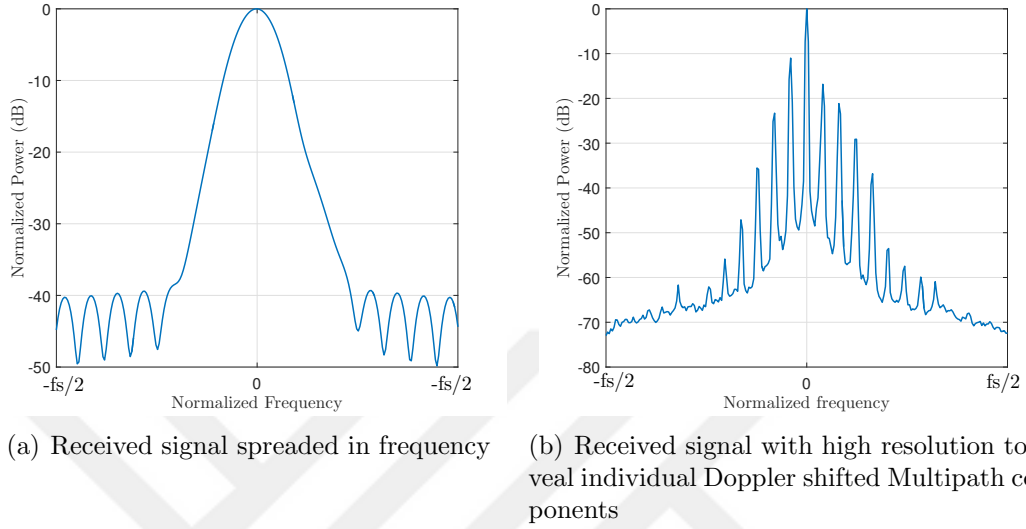 0
-10
-20
-30
-40
-50
Normalized Power (dB)
-fs/2
0
-fs/2
Normalized Frequency
(a) Received signal spreaded in frequency
0
-10
-20
-30
-40
-50
-60
-70
-80
Normalized Power (dB)
-fs/2
0
fs/2
Normalized frequency
(b) Received signal with high resolution to
veal individual Doppler shifted Multipath co
ponents